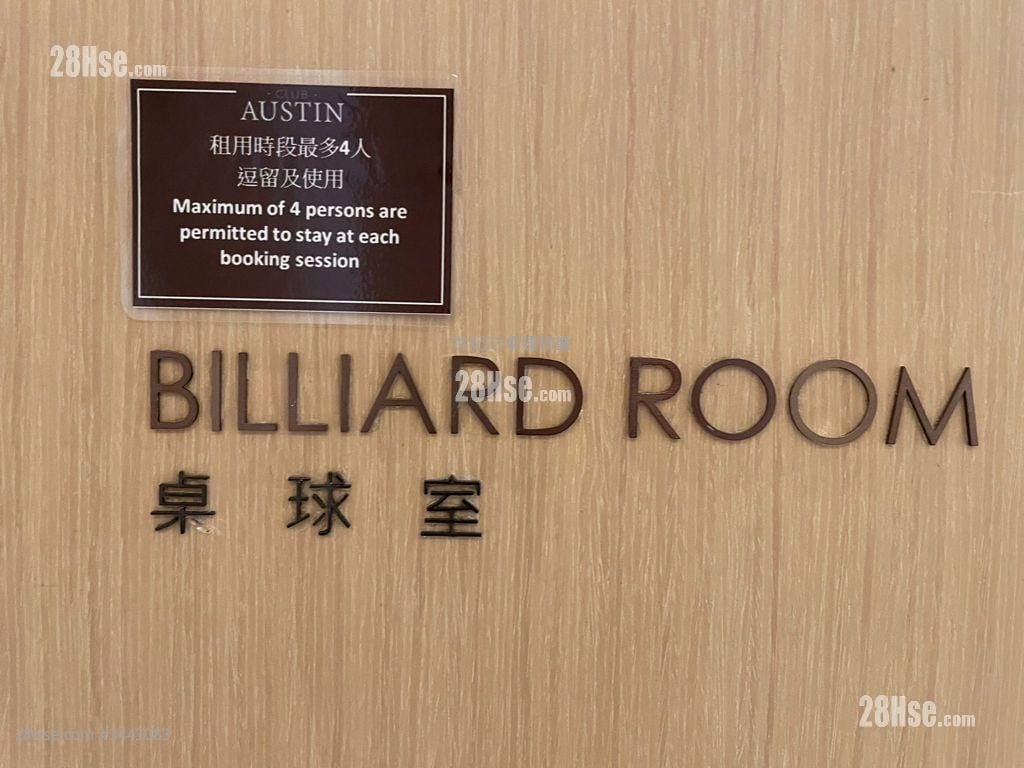 28Hse.com
· CLUB ·
AUSTIN
租用時段最多4人
逗留及使用
Maximum of 4 persons are
permitted to stay at each
booking session
BILLIARD ROOM
28Hse.com
桌球室
28Hse.com